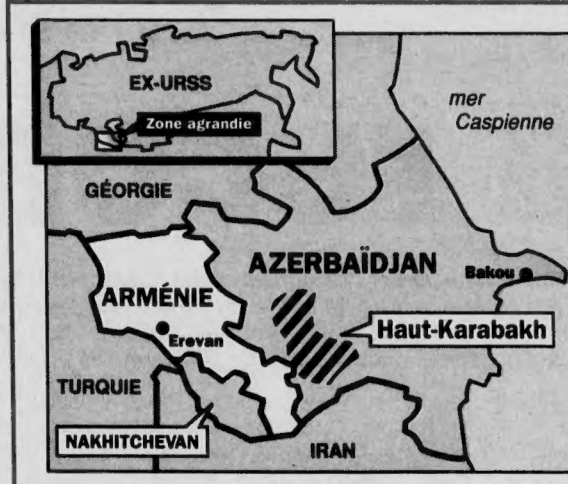 EX-URSS
Zone agrandie
mer
Caspienne
GÉORGIE
AZERBAÏDJAN
Bakou
ARMÉNIE
Erevan
Haut-Karabakh
TURQUIE
NAKHITCHEVAN
IRAN